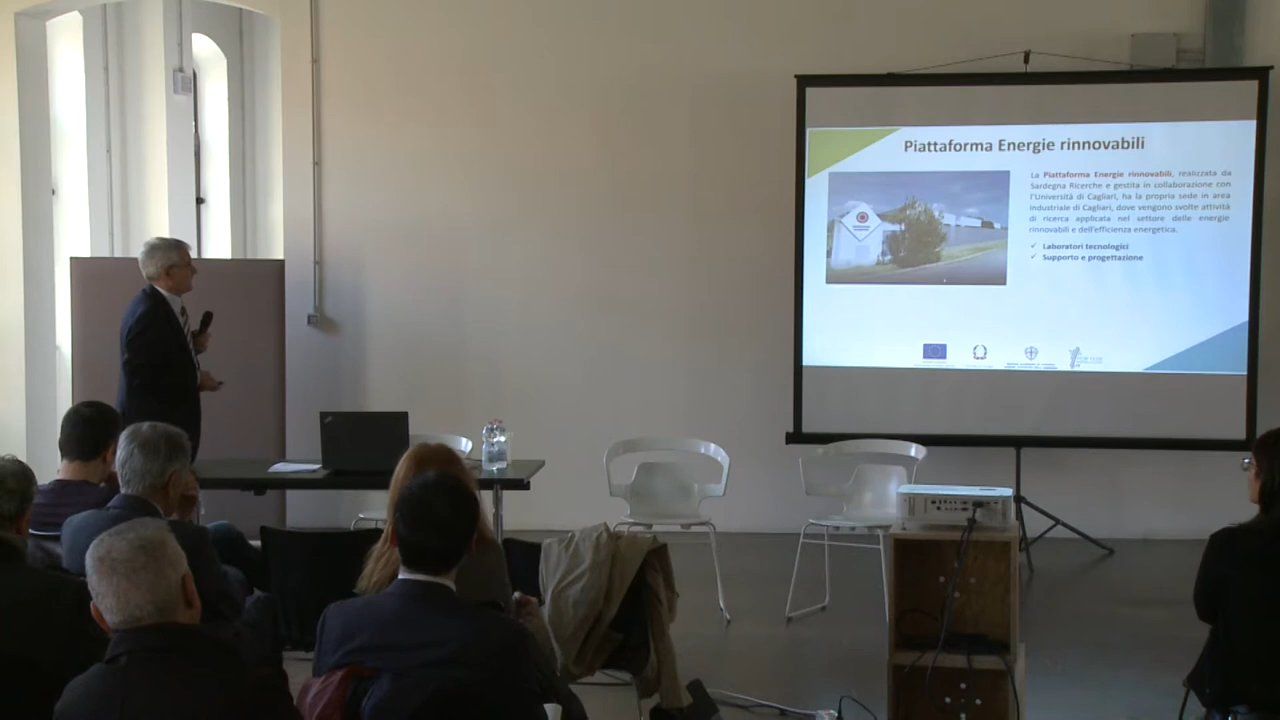 Piattaforma Energie rinnovabili
La Piattaforma Energie rinnovabili, realizzata da
Sardegna Ricerche e gestita in collaborazione con
l'Università di Cagliari, ha la propria sede in area
industriale di Cagliari, dove vengono svolte attività
di ricerca applicata nel settore delle energie
rinnovabili e dell'efficienza energetica.
✓ Laboratori tecnologici
✓ Supporto e progettazione